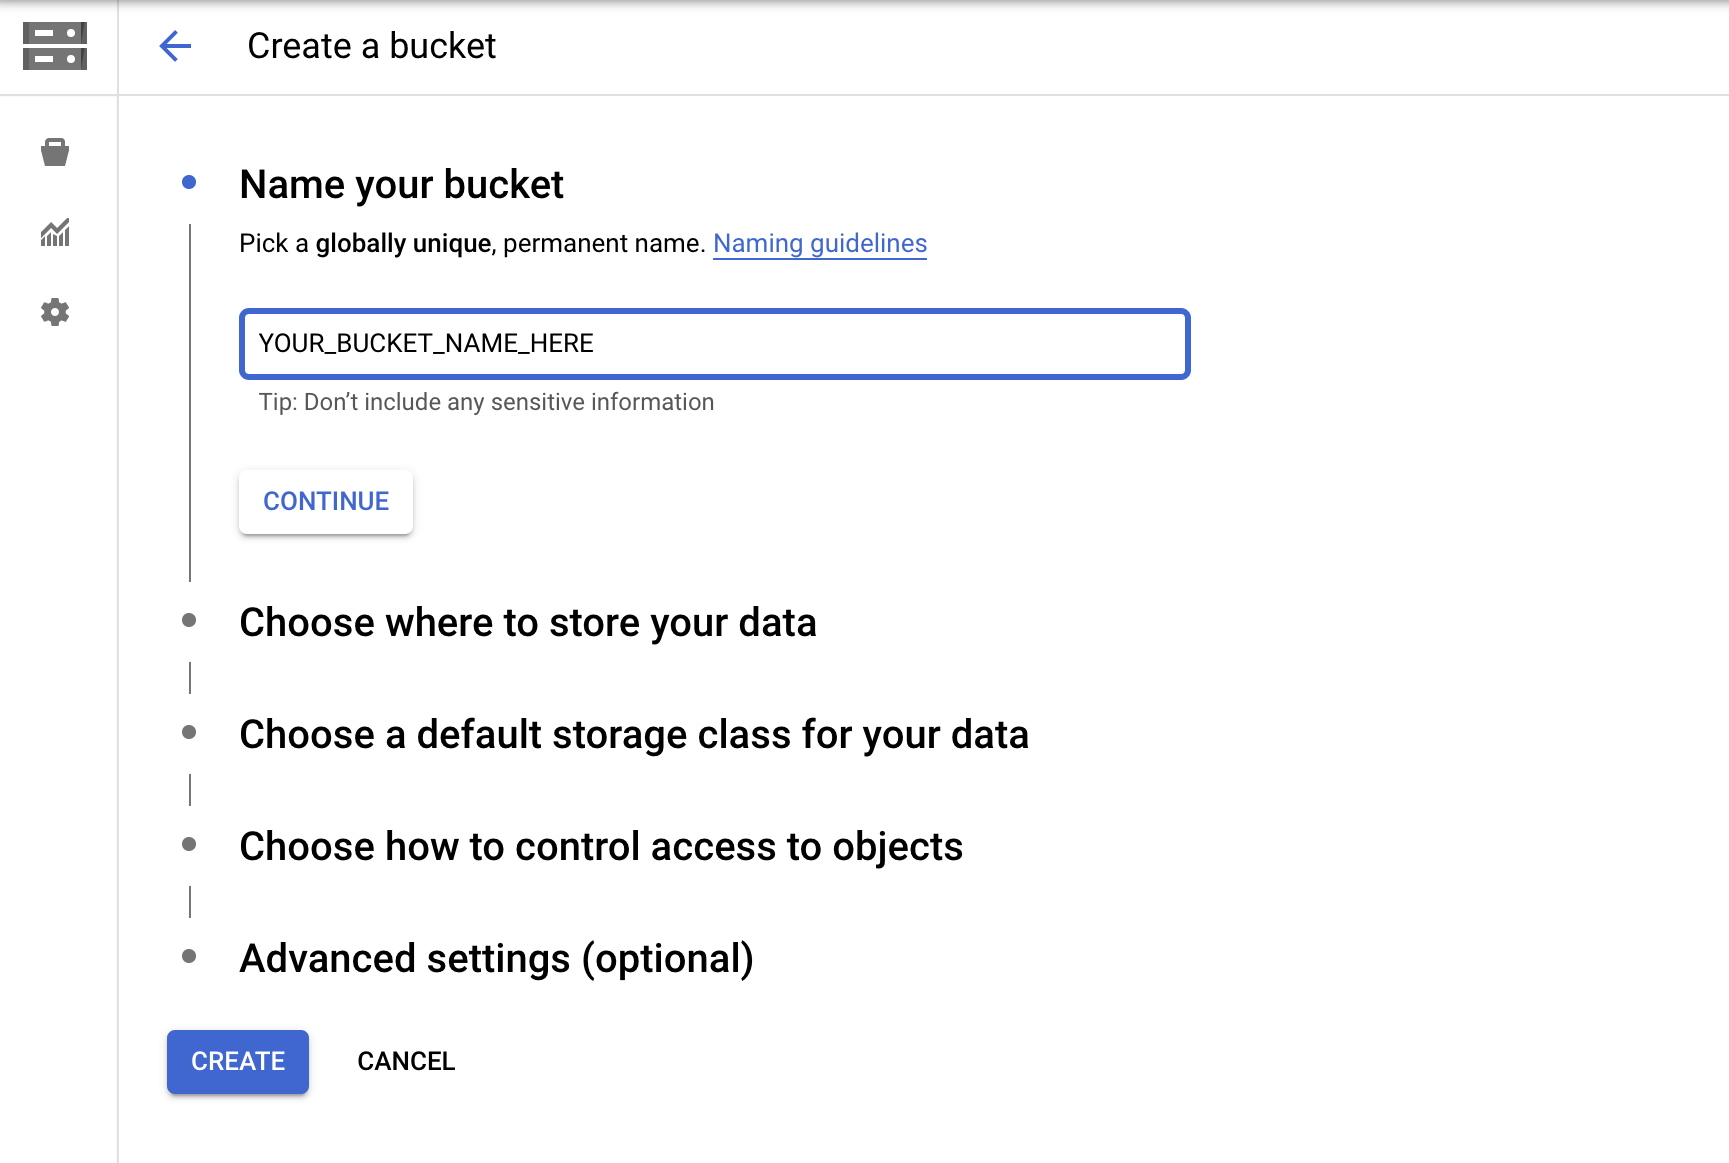 Create a bucket
Name your bucket
Pick a globally unique, permanent name. Naming guidelines
YOUR_BUCKET_NAME_HERE
Tip: Don’t include any sensitive information
CONTINUE
Choose where to store your data
Choose a default storage class for your data
Choose how to control access to objects
Advanced settings (optional)
CREATE CANCEL